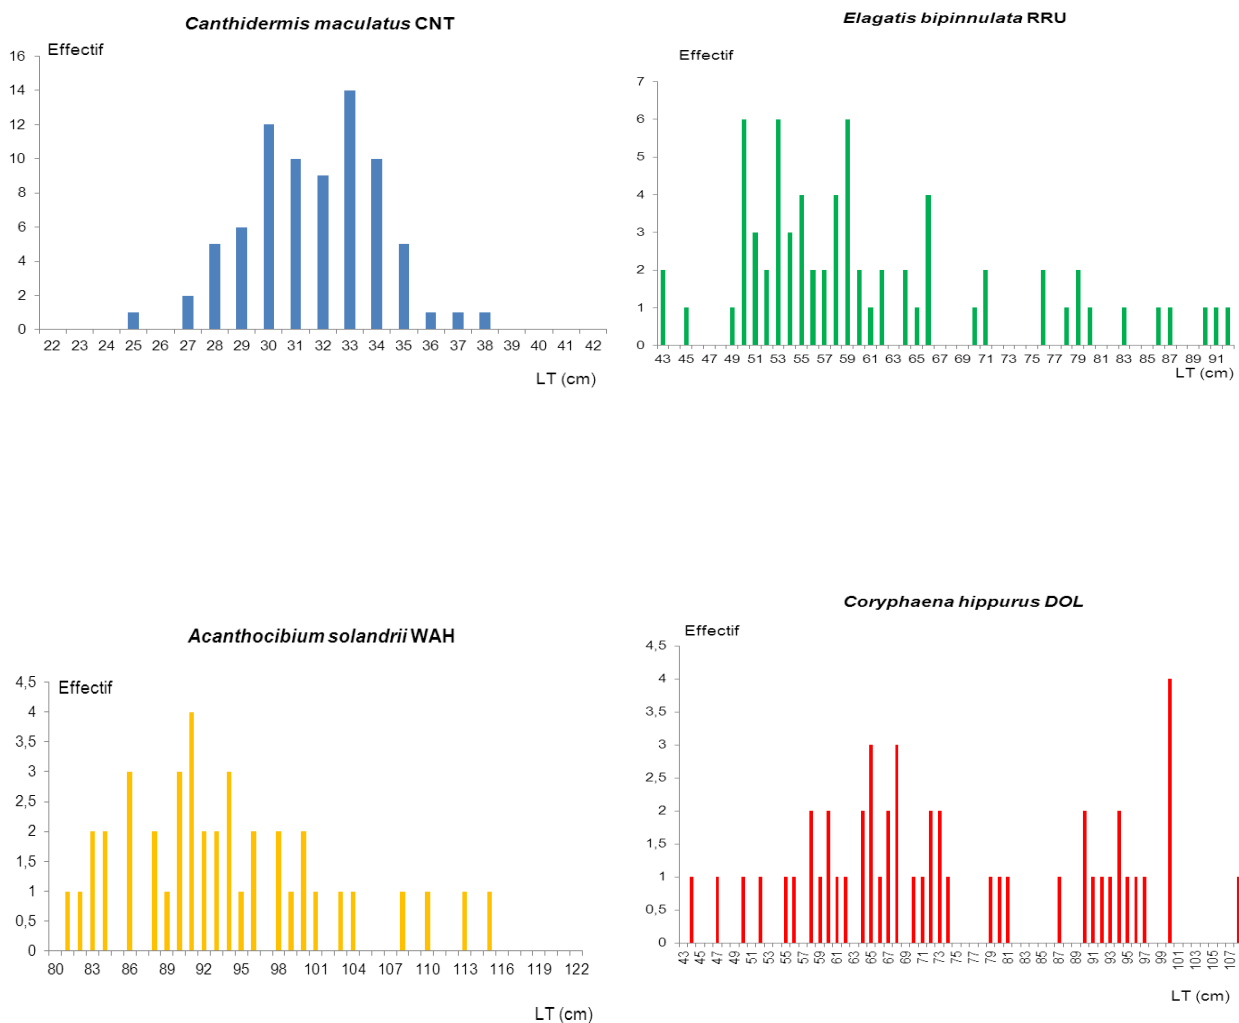 Canthidermis maculatus CNT
Effectif
16
14
12
10
8
6
4
2
0
22 23 24 25 26 27 28 29 30 31 32 33 34 35 36 37 38 39 40 41 42
LT (cm)
Elagatis bipinnulata RRU
Effectif
7
6
5
4
3
2
1
0
43 45 47 49 51 53 55 57 59 61 63 65 67 69 71 73 75 77 79 81 83 85 87 89 91
LT (cm)
Acanthocibium solandrii WAH
Effectif
4,5
4
3,5
3
2,5
2
1,5
1
0,5
0
80 83 86 89 92 95 98 101 104 107 110 113 116 119 122
LT (cm)
Coryphaena hippurus DOL
Effectif
4,5
4
3,5
3
2,5
2
1,5
1
0,5
0
43 45 47 49 51 53 55 57 59 61 63 65 67 69 71 73 75 77 79 81 83 85 87 89 91 93 95 97 99 101 103 105 107
LT (cm)